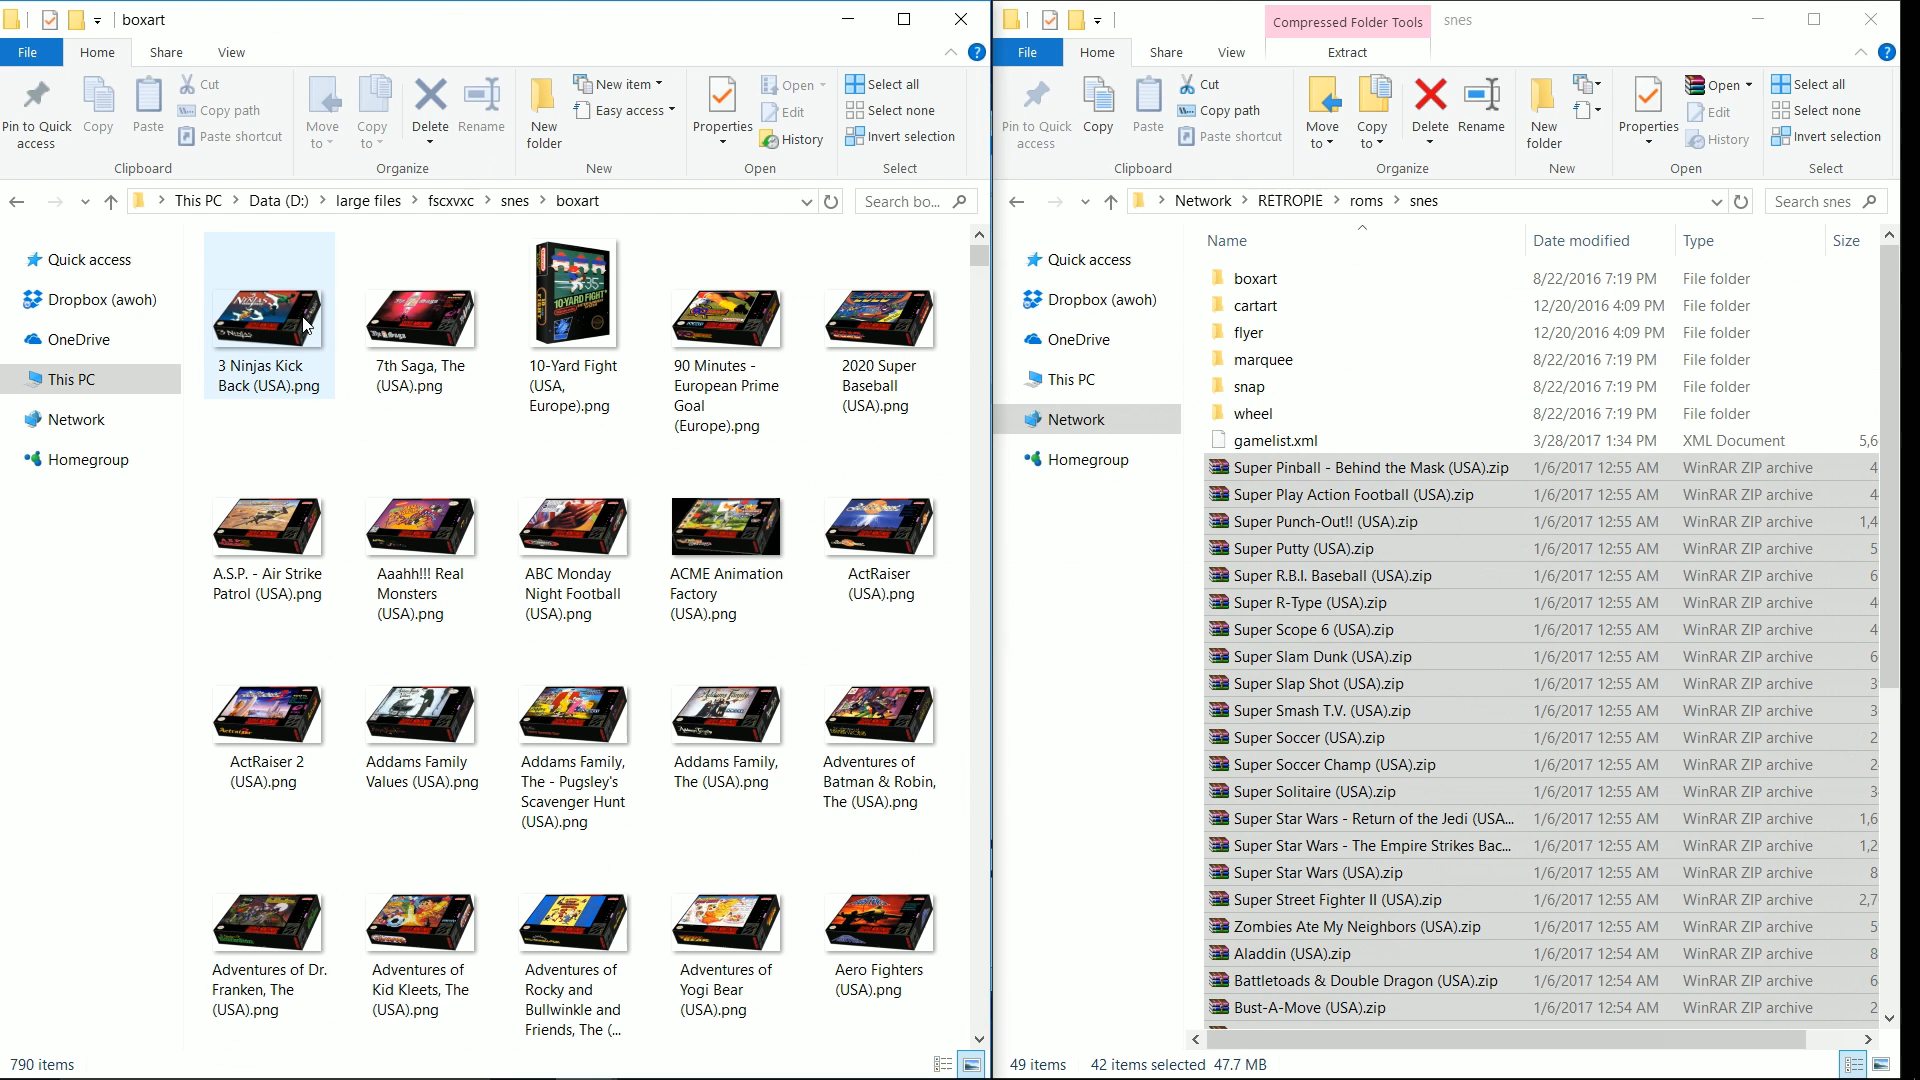 boxart
File
Home
Share
View
Pin to Quick access
Copy
Paste
Cut
Copy path
Paste shortcut
Move to
Copy to
Delete
Rename
New folder
New item
Easy access
Properties
Open
Edit
History
Select all
Select none
Invert selection
Clipboard
Organize
New
Open
Select
This PC
Data (D:)
large files
fscxvxc
snes
boxart
Search bo...
Quick access
Dropbox (awoh)
OneDrive
This PC
Network
Homegroup
3 Ninjas Kick
Back (USA).png
7th Saga, The
(USA).png
10-Yard Fight
(USA,
Europe).png
90 Minutes -
European Prime
Goal
(Europe).png
2020 Super
Baseball
(USA).png
A.S.P. - Air Strike
Patrol (USA).png
Aaahh!!! Real
Monsters
(USA).png
ABC Monday
Night Football
(USA).png
ACME Animation
Factory
(USA).png
ActRaiser
(USA).png
ActRaiser 2
(USA).png
Addams Family
Values (USA).png
Addams Family,
The - Pugsley's
Scavenger Hunt
(USA).png
Addams Family,
The (USA).png
Adventures of
Batman & Robin,
The (USA).png
Adventures of Dr.
Franken, The
(USA).png
Adventures of
Kid Kleets, The
(USA).png
Adventures of
Rocky and
Bullwinkle and
Friends, The (...
Adventures of
Yogi Bear
(USA).png
Aero Fighters
(USA).png
790 items
Compressed Folder Tools
snes
File
Home
Share
View
Extract
Pin to Quick access
Copy
Paste
Cut
Copy path
Paste shortcut
Move to
Copy to
Delete
Rename
New folder
Properties
Open
Edit
History
Select all
Select none
Invert selection
Clipboard
Organize
New
Open
Select
Network
RETROPIE
roms
snes
Search snes
Quick access
Dropbox (awoh)
OneDrive
This PC
Network
Homegroup
Name Date modified Type Size
boxart 8/22/2016 7:19 PM File folder
cartart 12/20/2016 4:09 PM File folder
flyer 12/20/2016 4:09 PM File folder
marquee 8/22/2016 7:19 PM File folder
snap 8/22/2016 7:19 PM File folder
wheel 8/22/2016 7:19 PM File folder
gamelist.xml 3/28/2017 1:34 PM XML Document 5,6
Super Pinball - Behind the Mask (USA).zip 1/6/2017 12:55 AM WinRAR ZIP archive 4
Super Play Action Football (USA).zip 1/6/2017 12:55 AM WinRAR ZIP archive 4
Super Punch-Out!! (USA).zip 1/6/2017 12:55 AM WinRAR ZIP archive 1,4
Super Putty (USA).zip 1/6/2017 12:55 AM WinRAR ZIP archive 5
Super R.B.I. Baseball (USA).zip 1/6/2017 12:55 AM WinRAR ZIP archive 6
Super R-Type (USA).zip 1/6/2017 12:55 AM WinRAR ZIP archive 4
Super Scope 6 (USA).zip 1/6/2017 12:55 AM WinRAR ZIP archive 4
Super Slam Dunk (USA).zip 1/6/2017 12:55 AM WinRAR ZIP archive 6
Super Slap Shot (USA).zip 1/6/2017 12:55 AM WinRAR ZIP archive 3
Super Smash T.V. (USA).zip 1/6/2017 12:55 AM WinRAR ZIP archive 3
Super Soccer (USA).zip 1/6/2017 12:55 AM WinRAR ZIP archive 2
Super Soccer Champ (USA).zip 1/6/2017 12:55 AM WinRAR ZIP archive 2
Super Solitaire (USA).zip 1/6/2017 12:55 AM WinRAR ZIP archive 3
Super Star Wars - Return of the Jedi (USA... 1/6/2017 12:55 AM WinRAR ZIP archive 1,6
Super Star Wars - The Empire Strikes Bac... 1/6/2017 12:55 AM WinRAR ZIP archive 1,2
Super Star Wars (USA).zip 1/6/2017 12:55 AM WinRAR ZIP archive 8
Super Street Fighter II (USA).zip 1/6/2017 12:55 AM WinRAR ZIP archive 2,7
Zombies Ate My Neighbors (USA).zip 1/6/2017 12:55 AM WinRAR ZIP archive 5
Aladdin (USA).zip 1/6/2017 12:54 AM WinRAR ZIP archive 8
Battletoads & Double Dragon (USA).zip 1/6/2017 12:54 AM WinRAR ZIP archive 6
Bust-A-Move (USA).zip 1/6/2017 12:54 AM WinRAR ZIP archive 2
49 items 42 items selected 47.7 MB